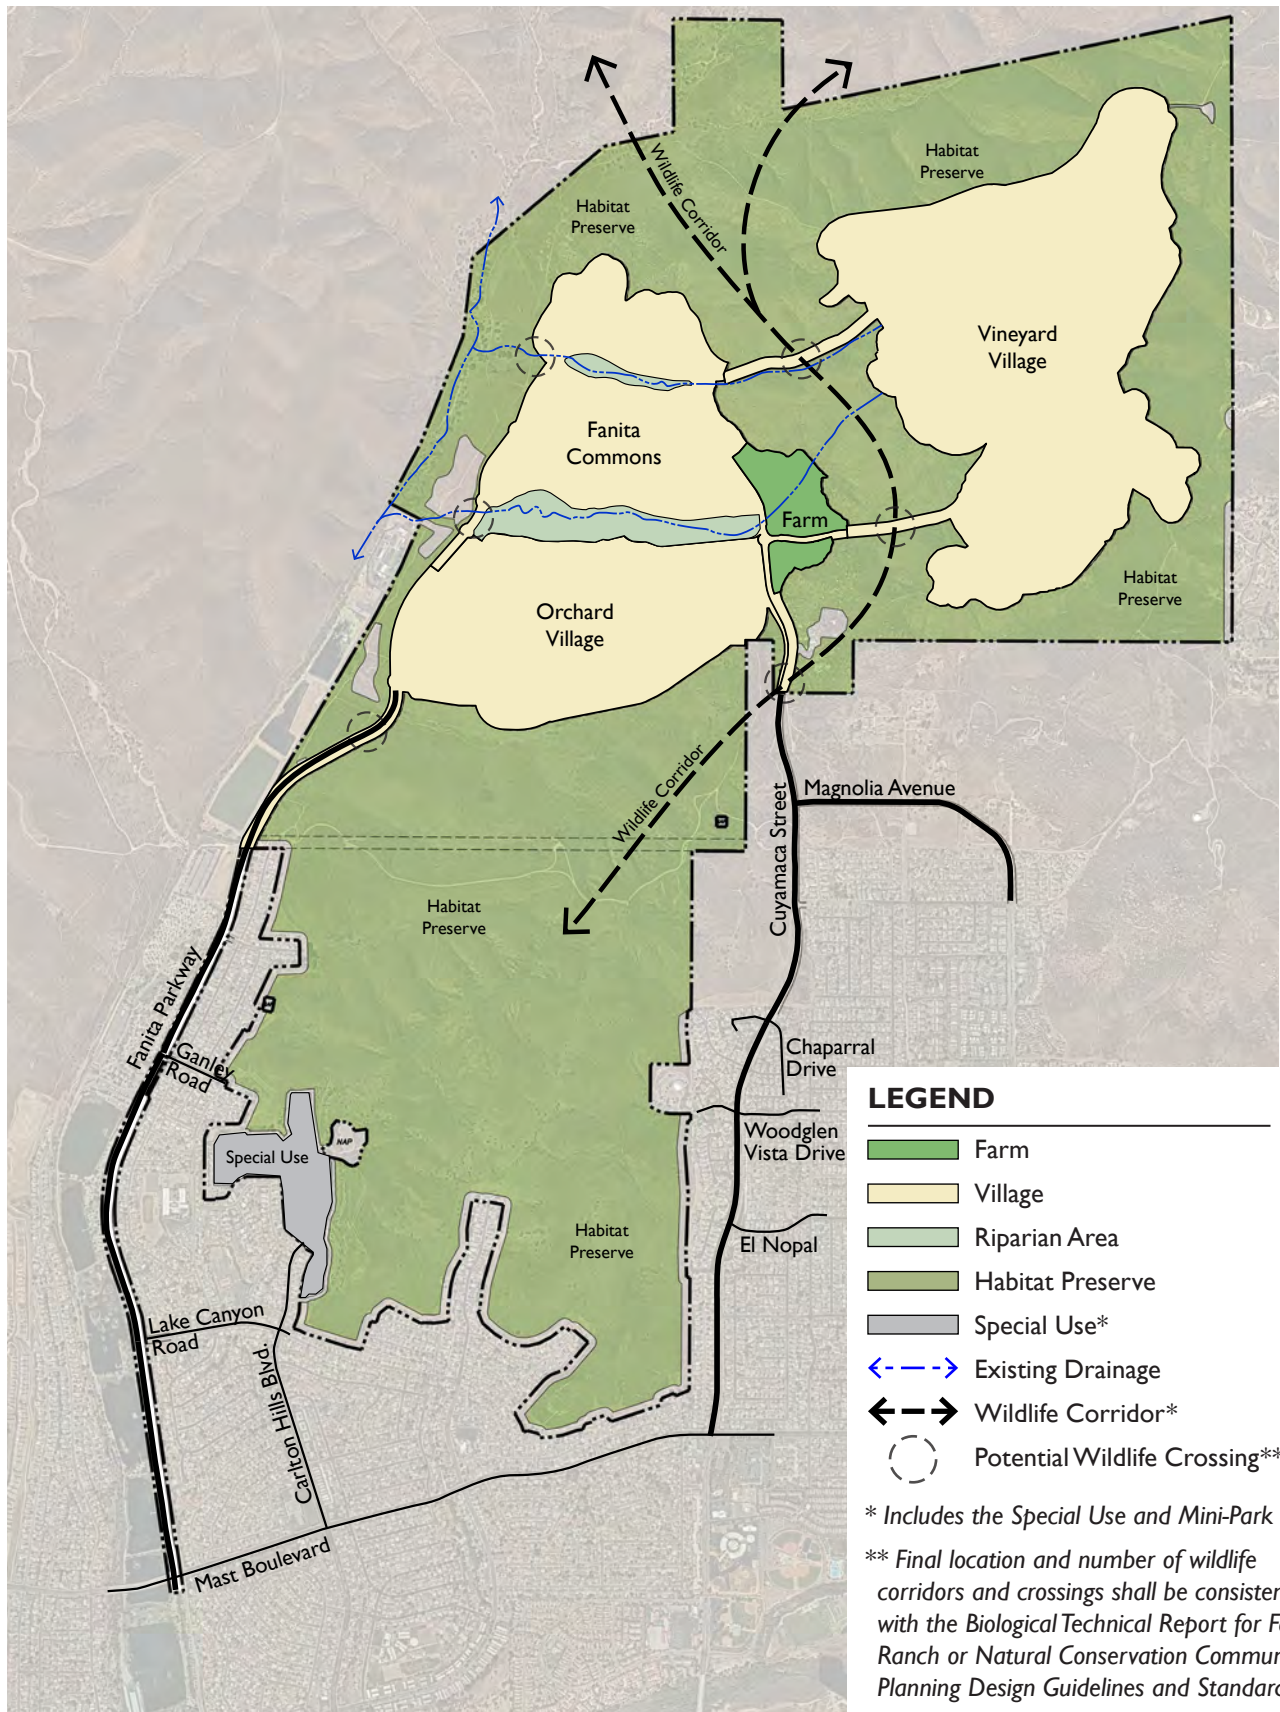 Wildlife Corridor
Habitat
Preserve
Habitat
Preserve
Vineyard
Village
Fanita
Commons
Farm
Orchard
Village
Habitat
Preserve
Wildlife Corridor
Magnolia Avenue
Cuyamaca Street
Habitat
Preserve
Fanita Parkway
Ganley
Road
Chaparral
Drive
Woodglen
Vista Drive
NAP
Special Use
Habitat
Preserve
El Nopal
Lake Canyon
Road
Carlton Hills Blvd.
Mast Boulevard
LEGEND
Farm
Village
Riparian Area
Habitat Preserve
Special Use*
Existing Drainage
Wildlife Corridor*
Potential Wildlife Crossing**
* Includes the Special Use and Mini-Park
** Final location and number of wildlife
corridors and crossings shall be consisten
with the Biological Technical Report for F
Ranch or Natural Conservation Commun
Planning Design Guidelines and Standard